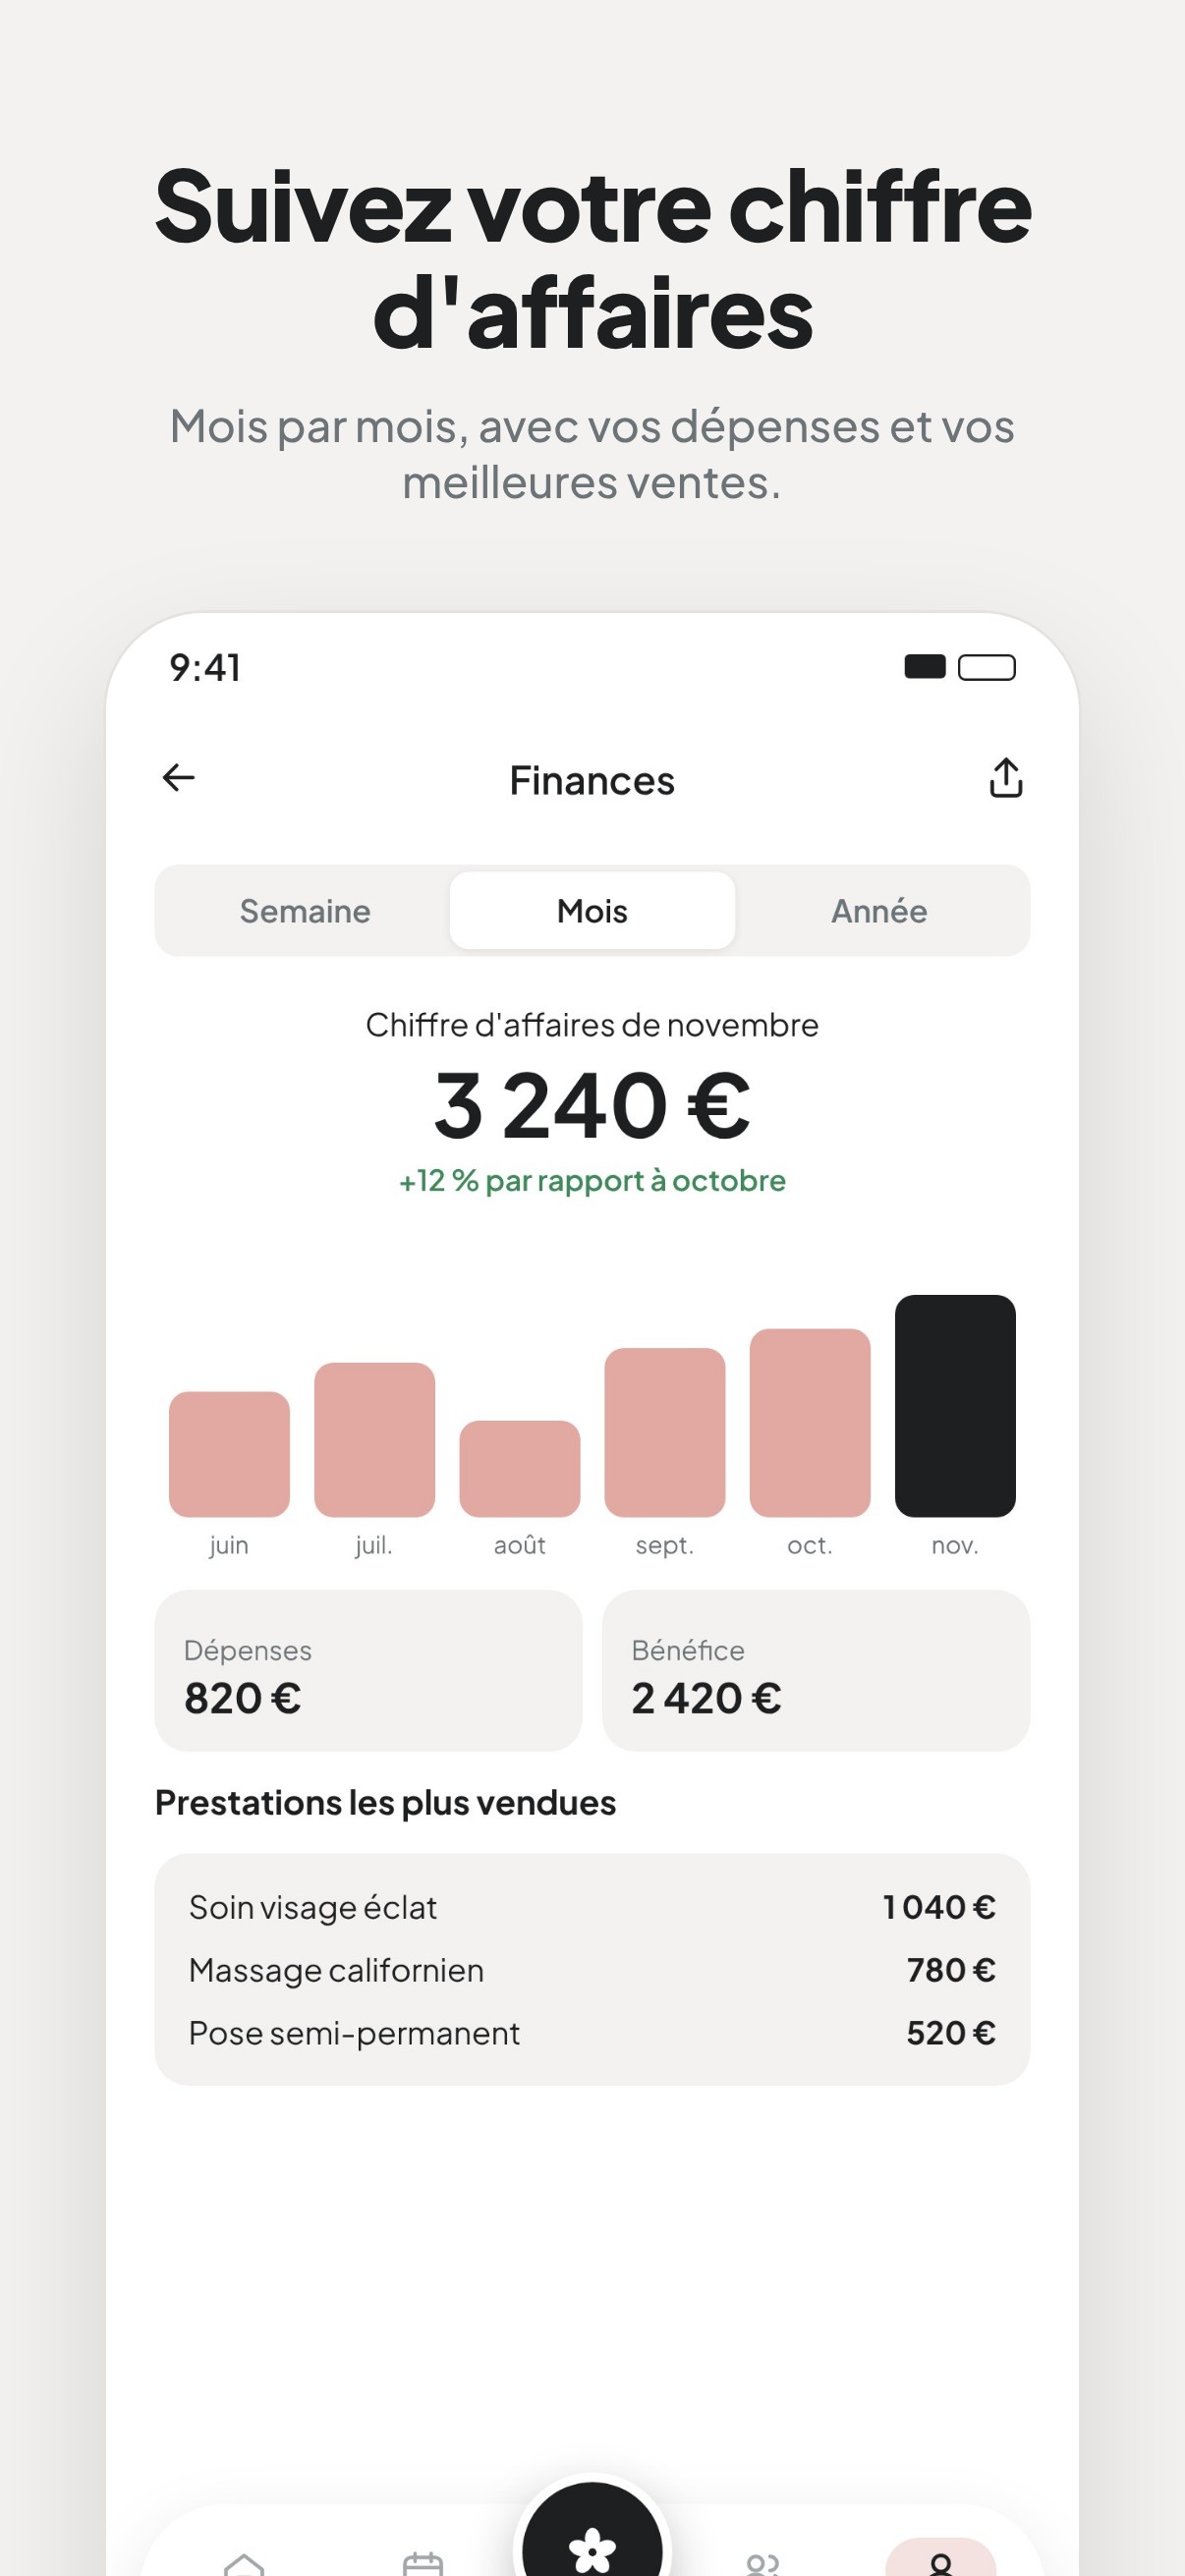 Suivez votre chiffre
d'affaires
Mois par mois, avec vos dépenses et vos
meilleures ventes.
9:41
Finances
Semaine Mois Année
Chiffre d'affaires de novembre
3 240 €
+12 % par rapport à octobre
juin juil. août sept. oct. nov.
Dépenses Bénéfice
820 € 2 420 €
Prestations les plus vendues
Soin visage éclat 1 040 €
Massage californien 780 €
Pose semi-permanent 520 €